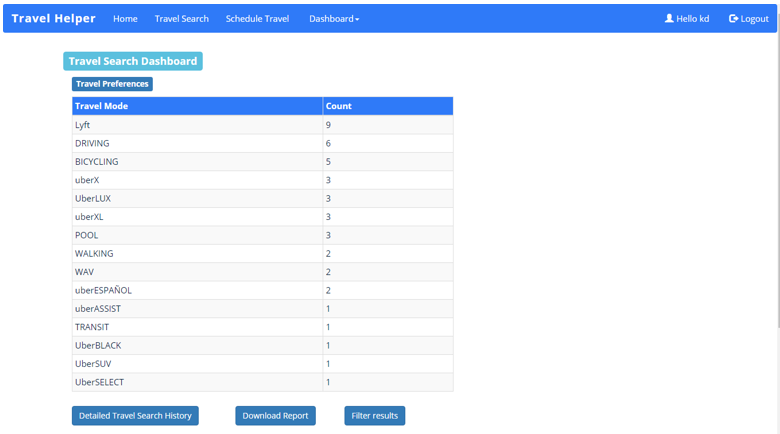 Travel Helper Home Travel Search Schedule Travel Dashboard Hello kd Logout
Travel Search Dashboard
Travel Preferences
Travel Mode Count
Lyft 9
DRIVING 6
BICYCLING 5
uberX 3
UberLUX 3
uberXL 3
POOL 3
WALKING 2
WAV 2
uberESPAÑOL 2
uberASSIST 1
TRANSIT 1
UberBLACK 1
UberSUV 1
UberSELECT 1
Detailed Travel Search History Download Report Filter results